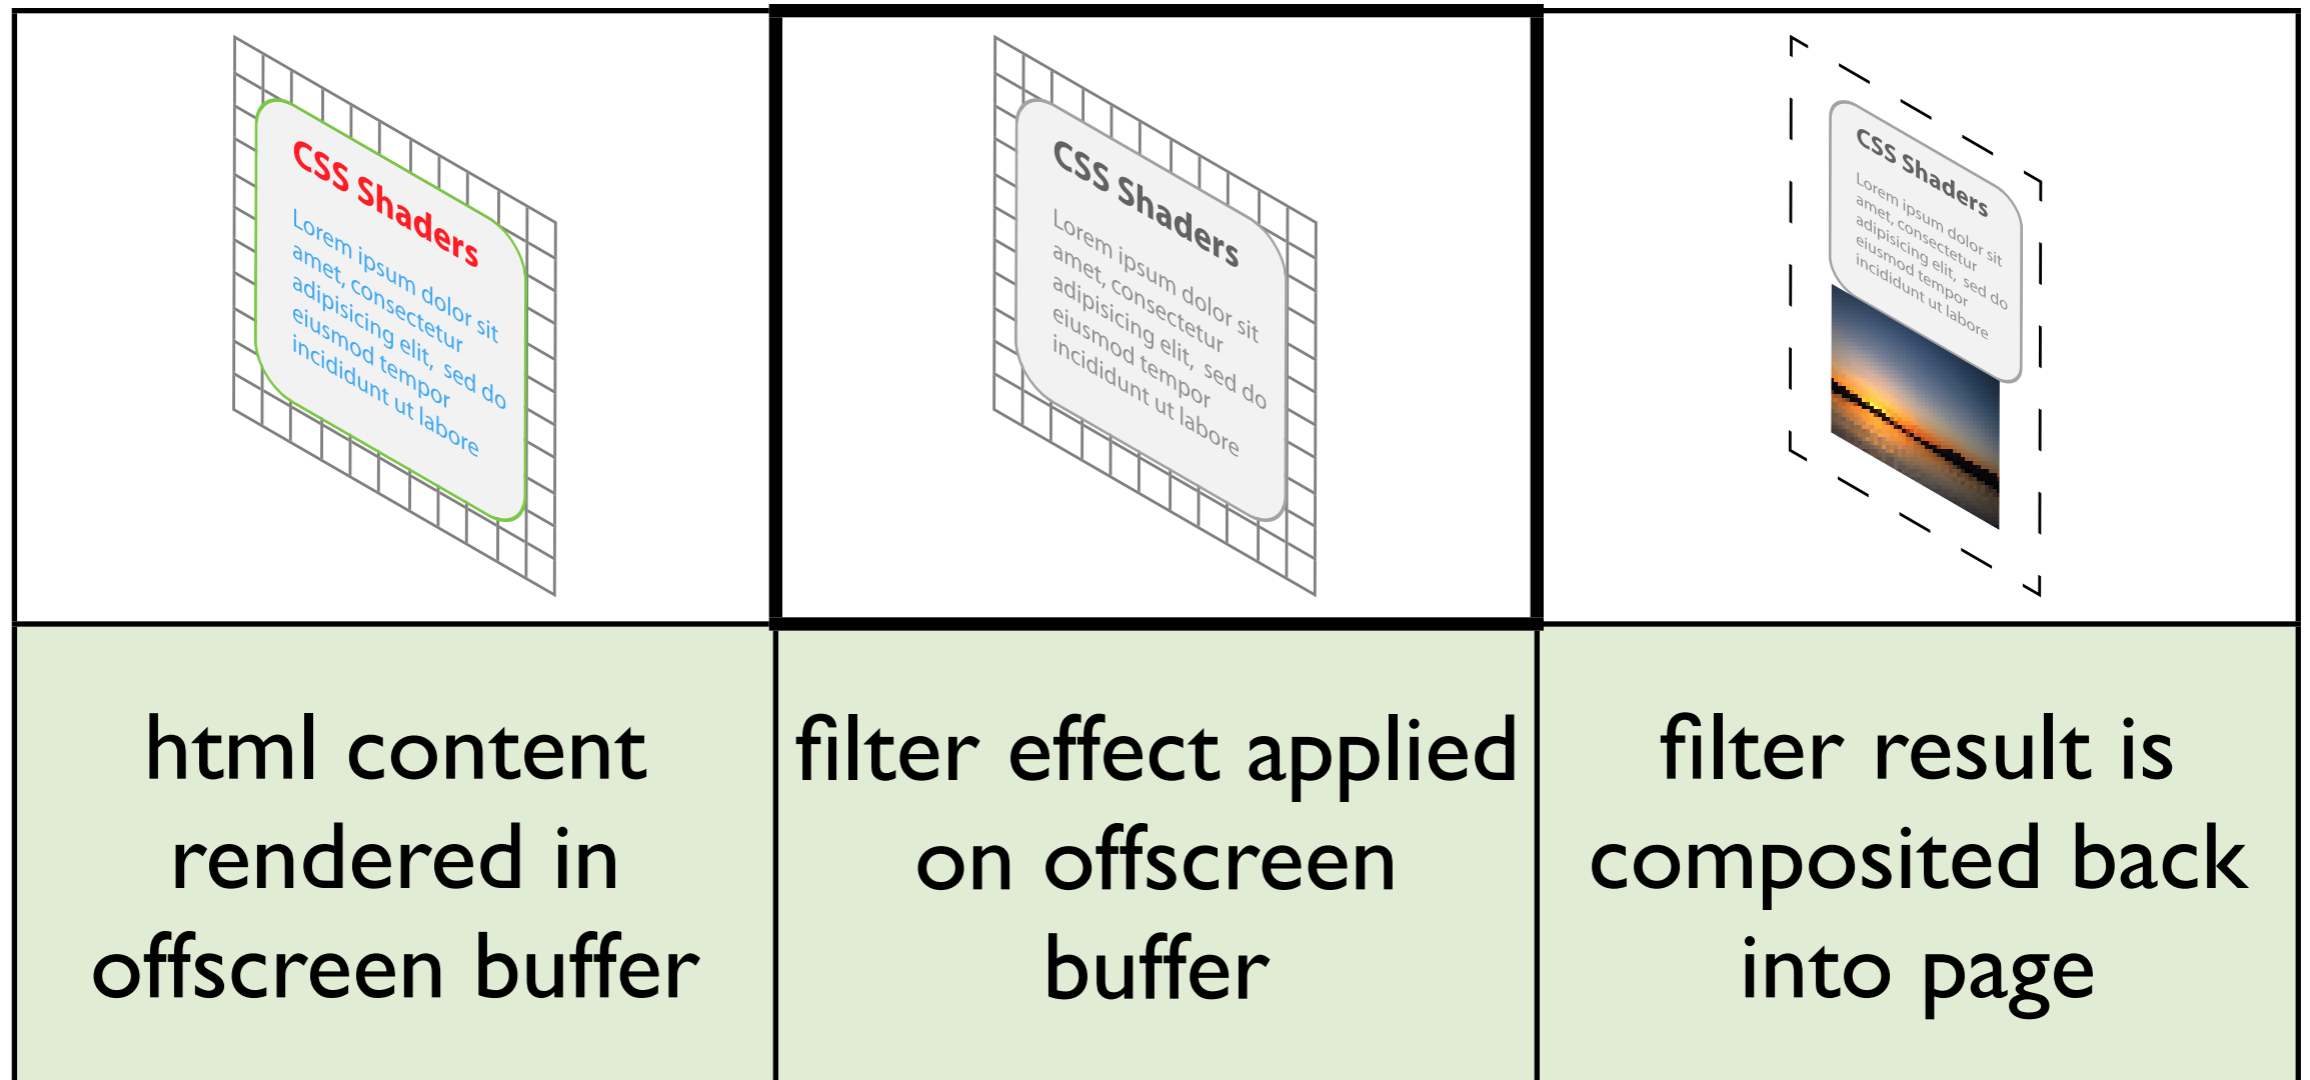 CSS Shaders
Lorem ipsum dolor sit
amet, consectetur
adipisicing elit, sed do
eiusmod tempor
incididunt ut labore
CSS Shaders
Lorem ipsum dolor sit
amet, consectetur
adipisicing elit, sed do
eiusmod tempor
incididunt ut labore
CSS Shaders
Lorem ipsum dolor sit
amet, consectetur
adipisicing elit, sed do
eiusmod tempor
incididunt ut labore
html content
rendered in
offscreen buffer
filter effect applied
on offscreen
buffer
filter result is
composited back
into page